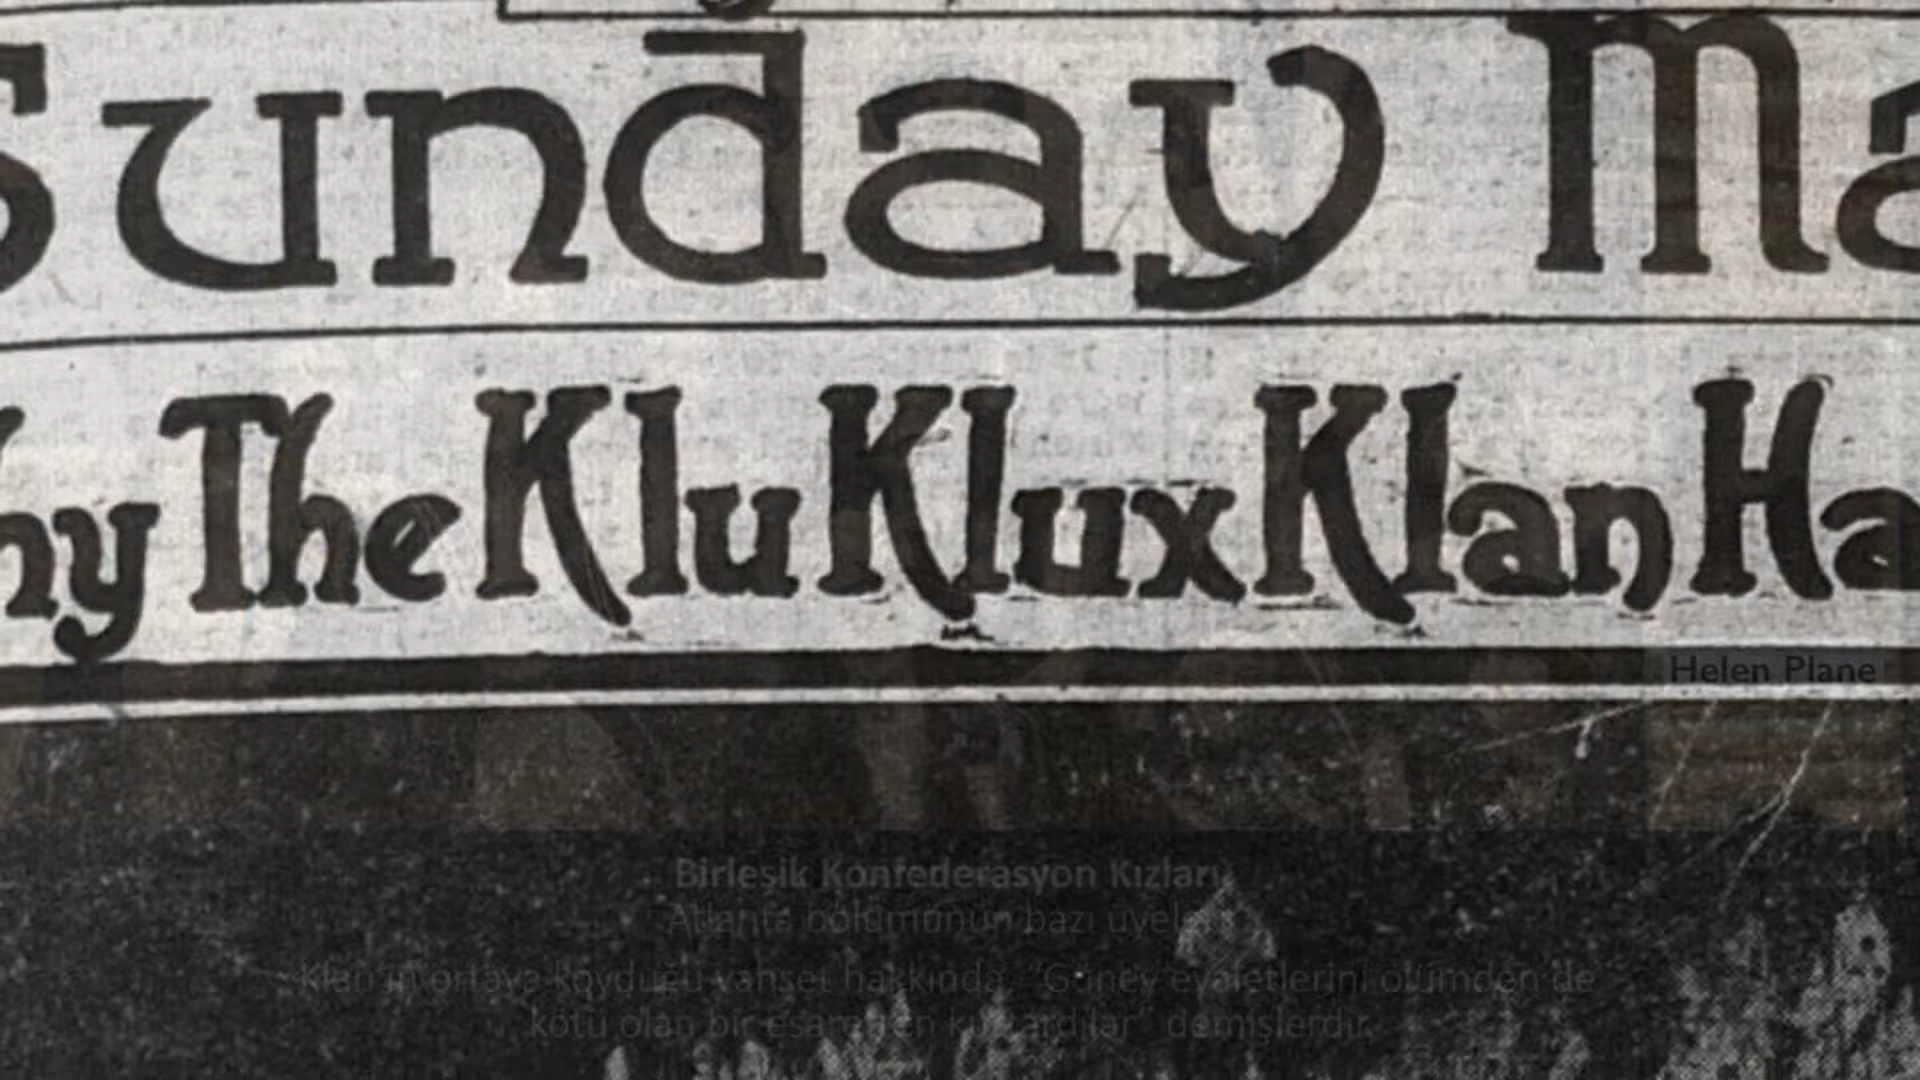 Sunday Ma
hy The Klu Klux Klan Ha
Helen Plane
Birleşik Konfederasyon Kızları
Atlanta bölümünün bazı üyeleri
Klan'ın ortaya koyduğu vahşet hakkında, "Güney eyaletlerini ölümden de
kötü olan bir esaretten kurtardılar" demişlerdir.